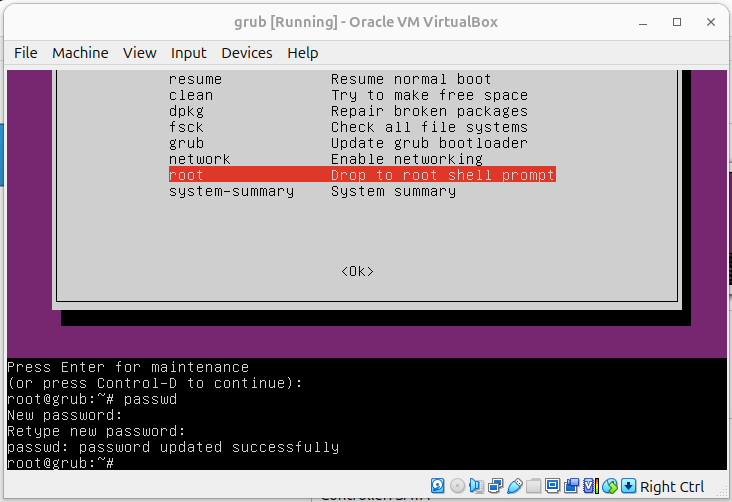 grub [Running] - Oracle VM VirtualBox
File Machine View Input Devices Help
resume Resume normal boot
clean Try to make free space
dpkg Repair broken packages
fsck Check all file systems
grub Update grub bootloader
network Enable networking
root Drop to root shell prompt
system-summary System summary
<Ok>
Press Enter for maintenance
(or press Control-D to continue):
root@grub:~# passwd
New password:
Retype new password:
passwd: password updated successfully
root@grub:~#
Right Ctrl